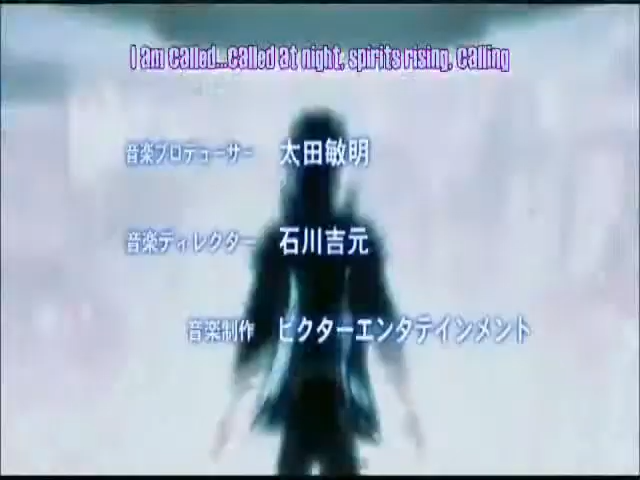 I am called...called at night, spirits rising, calling
音楽プロデューサー 太田敏明
音楽ディレクター 石川吉元
音楽制作 ビクターエンタテインメント